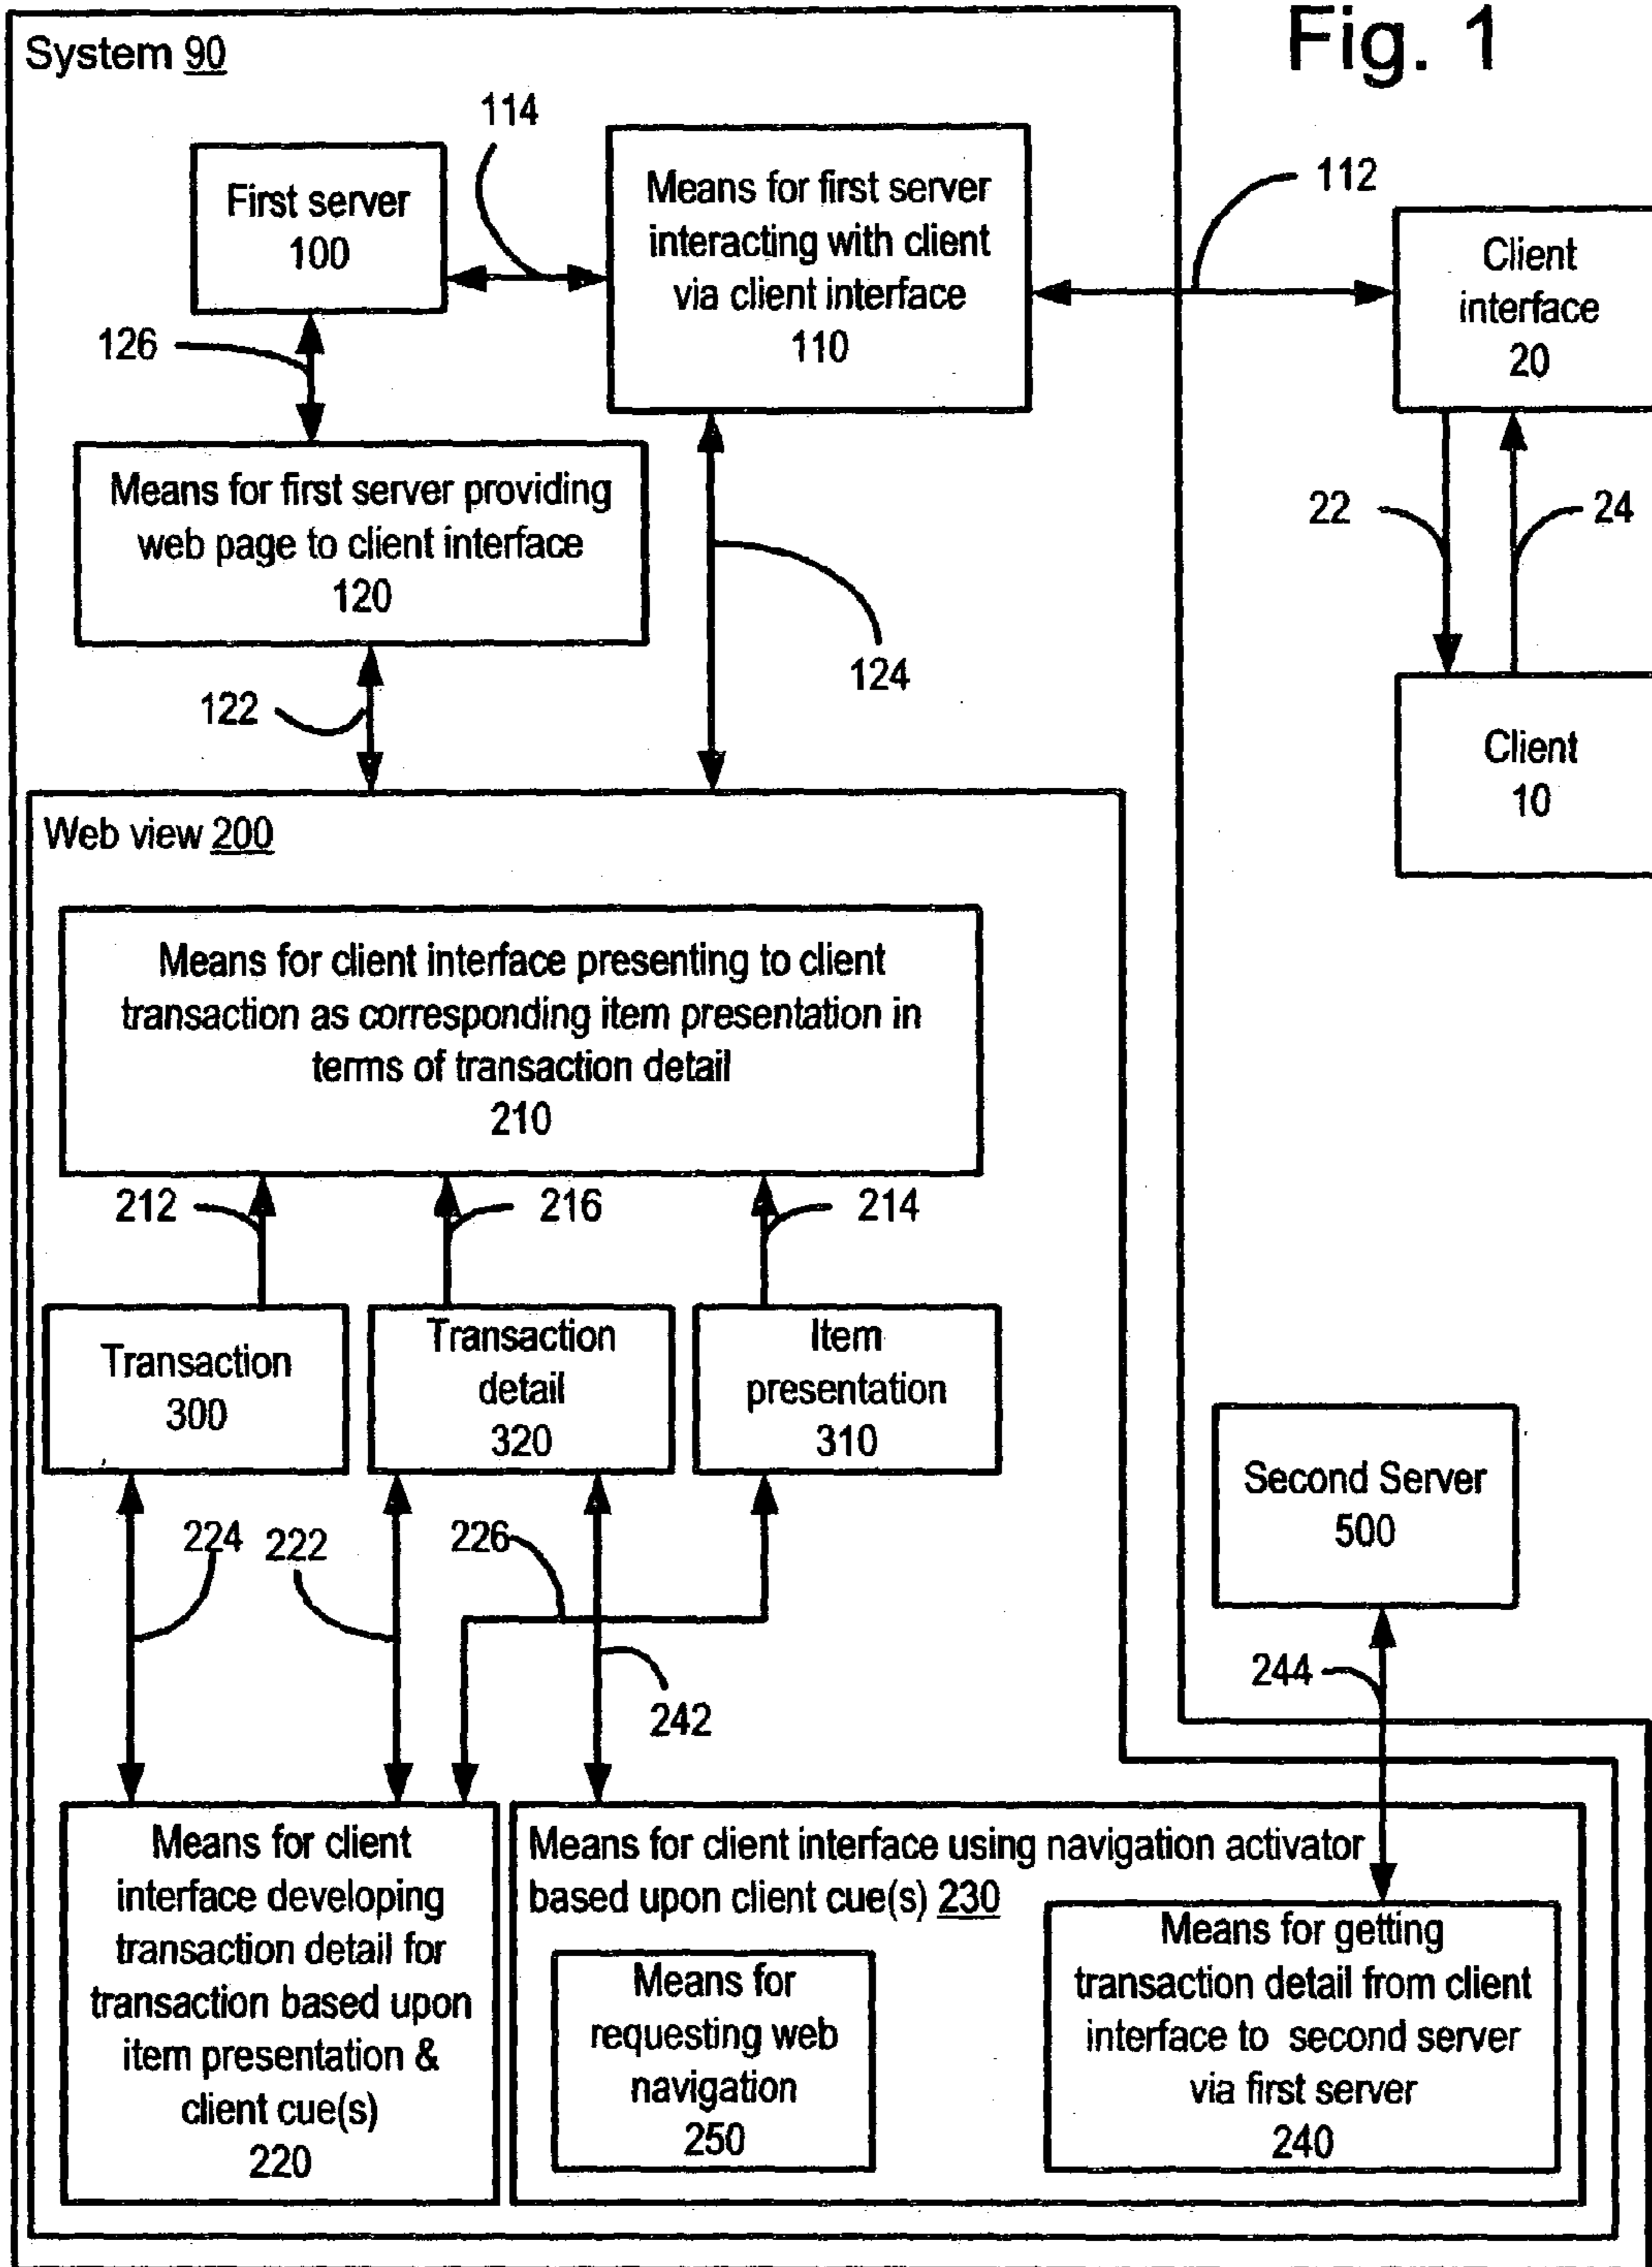 Fig. 1
System 90
114
First server
100
Means for first server
interacting with client
via client interface
110
112
Client
interface
20
126
Means for first server providing
web page to client interface
120
22
24
124
122
Client
10
Web view 200
Means for client interface presenting to client
transaction as corresponding item presentation in
terms of transaction detail
210
212
216
214
Transaction
300
Transaction
detail
320
Item
presentation
310
Second Server
500
224
222
226
244
242
Means for client
interface developing
transaction detail for
transaction based upon
item presentation &
client cue(s)
220
Means for client interface using navigation activator
based upon client cue(s) 230
Means for
requesting web
navigation
250
Means for getting
transaction detail from client
interface to second server
via first server
240